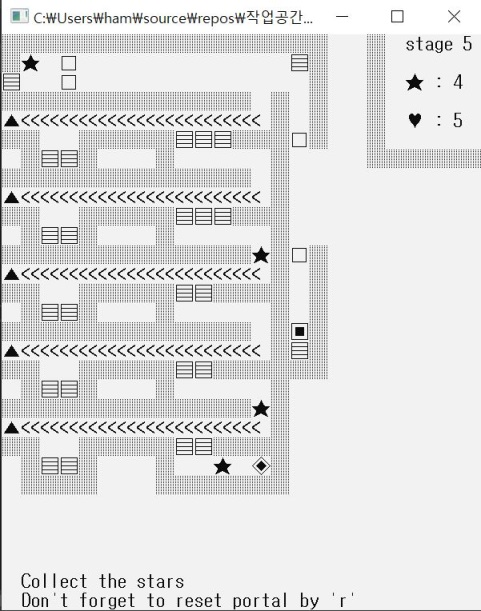 C:₩Users₩ham₩source₩repos₩작업공간...
stage 5
★ : 4
♥ : 5
▲<<<<<<<<<<<<<<<<<<<<<<<<<
▲<<<<<<<<<<<<<<<<<<<<<<<<<
▲<<<<<<<<<<<<<<<<<<<<<<<<<
▲<<<<<<<<<<<<<<<<<<<<<<<<<
▲<<<<<<<<<<<<<<<<<<<<<<<<<
Collect the stars
Don't forget to reset portal by 'r'